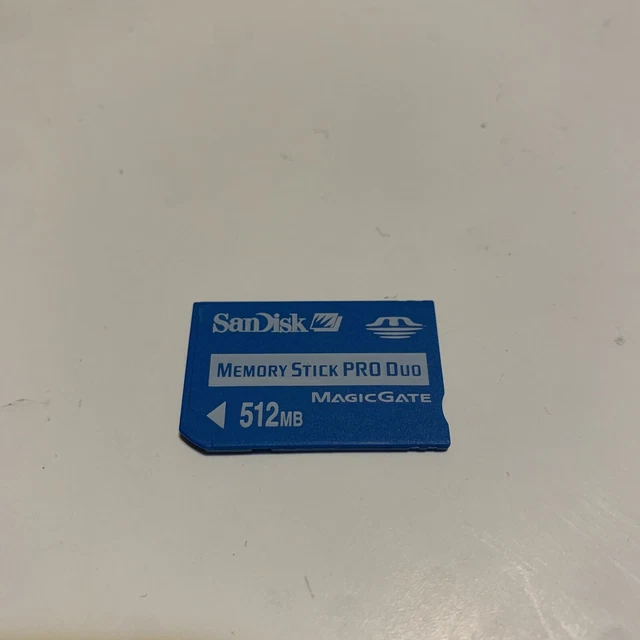 SanDisk
MEMORY STICK PRO DUO
MAGICGATE
512MB